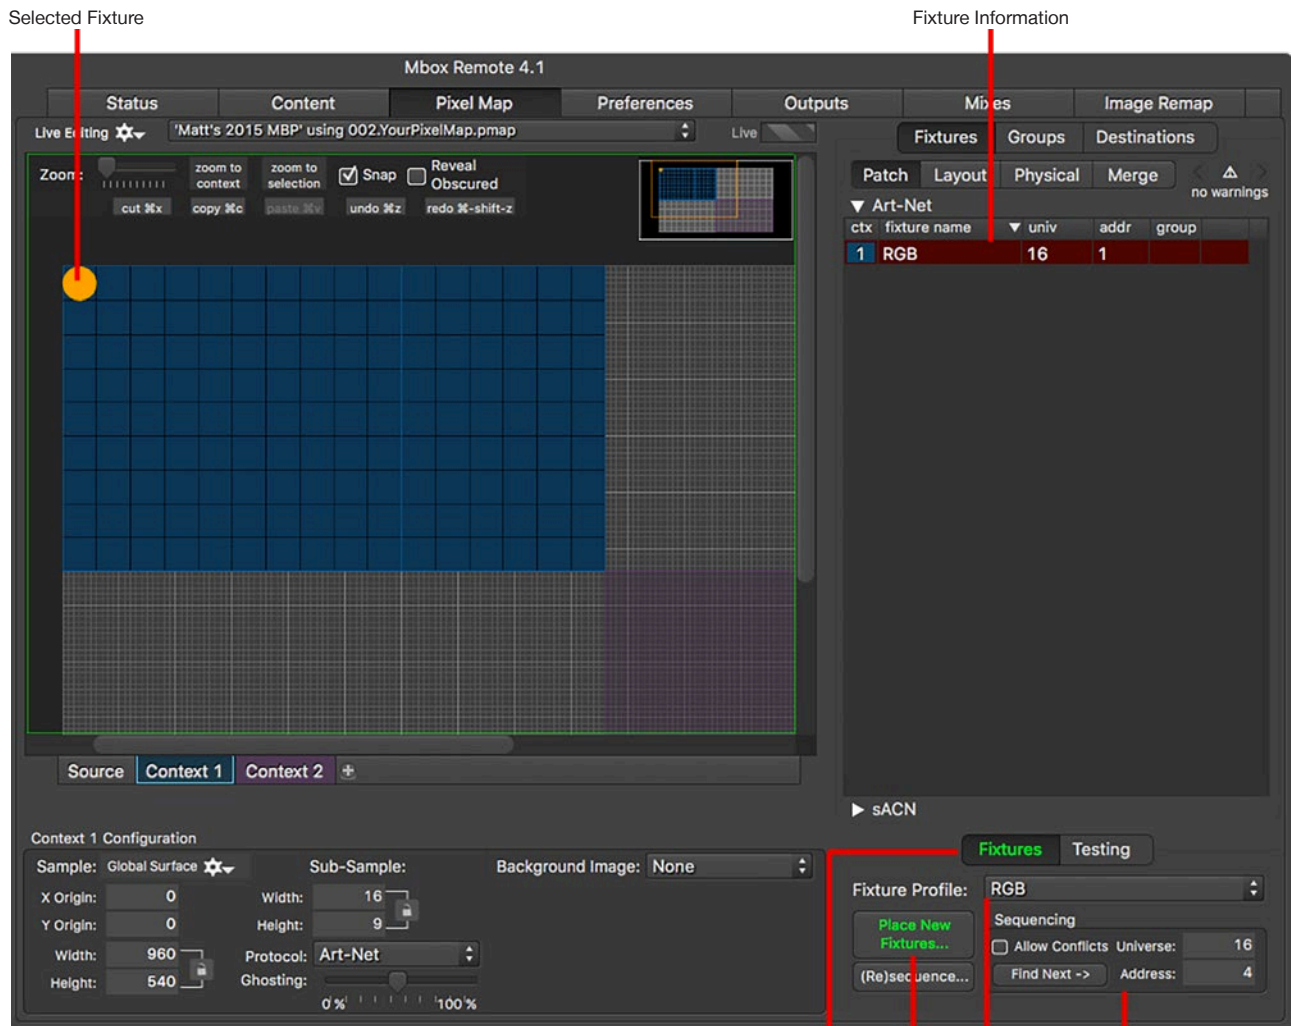 Selected Fixture
Fixture Information
Mbox Remote 4.1
Status Content Pixel Map Preferences Outputs Mixes Image Remap
Live Editing 'Matt's 2015 MBP' using 002.YourPixelMap.pmap Live
Fixtures Groups Destinations
Zoom: zoom to context zoom to selection Snap Reveal Obscured
cut ⌘x copy ⌘c paste ⌘v undo ⌘z redo ⌘-shift-z
Patch Layout Physical Merge no warnings
▼ Art-Net
ctx fixture name ▼ univ addr group
1 RGB 16 1
Source Context 1 Context 2 +
▶ sACN
Context 1 Configuration
Sample: Global Surface Sub-Sample: Background Image: None
X Origin: 0 Width: 16
Y Origin: 0 Height: 9
Width: 960 Protocol: Art-Net
Height: 540 Ghosting:
0% 100%
Fixtures Testing
Fixture Profile: RGB
Place New Fixtures...
Sequencing
Allow Conflicts Universe: 16
(Re)sequence... Find Next -> Address: 4